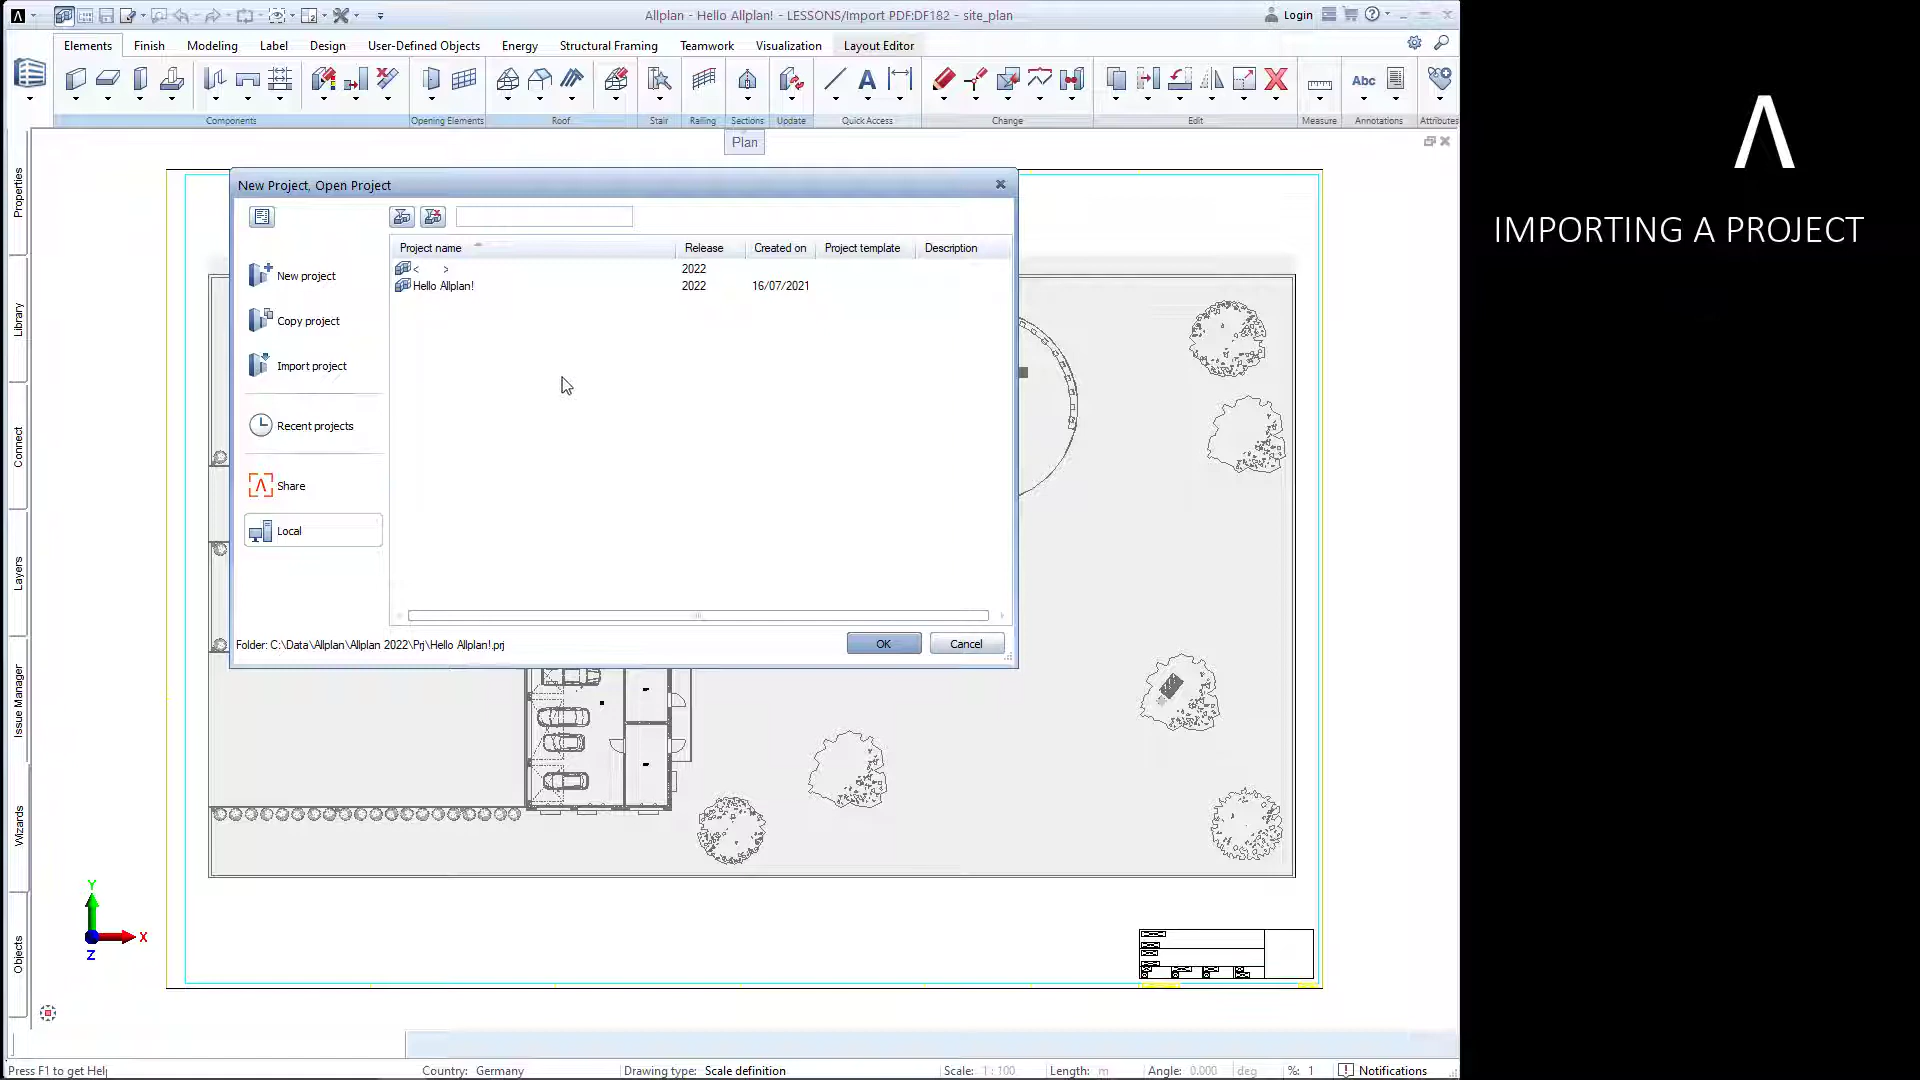 Allplan - Hello Allplan! - LESSONS/Import PDF:DF182 - site_plan
Login
Elements Finish Modeling Label Design User-Defined Objects Energy Structural Framing Teamwork Visualization Layout Editor
Abc
Components Opening Elements Roof Stair Railing Sections Update Quick Access Change Edit Measure Annotations Attributes
Plan
IMPORTING A PROJECT
Properties
Library
Connect
Layers
Issue Manager
Wizards
Objects
New Project, Open Project
New project
Copy project
Import project
Recent projects
Share
Local
Project name Release Created on Project template Description
< > 2022
Hello Allplan! 2022 16/07/2021
Folder: C:\Data\Allplan\Allplan 2022\Prj\Hello Allplan!.prj
OK Cancel
Y
X
Z
Press F1 to get Help
Country: Germany Drawing type: Scale definition Scale: 1 : 100 Length: m Angle: 0.000 deg %: 1 Notifications